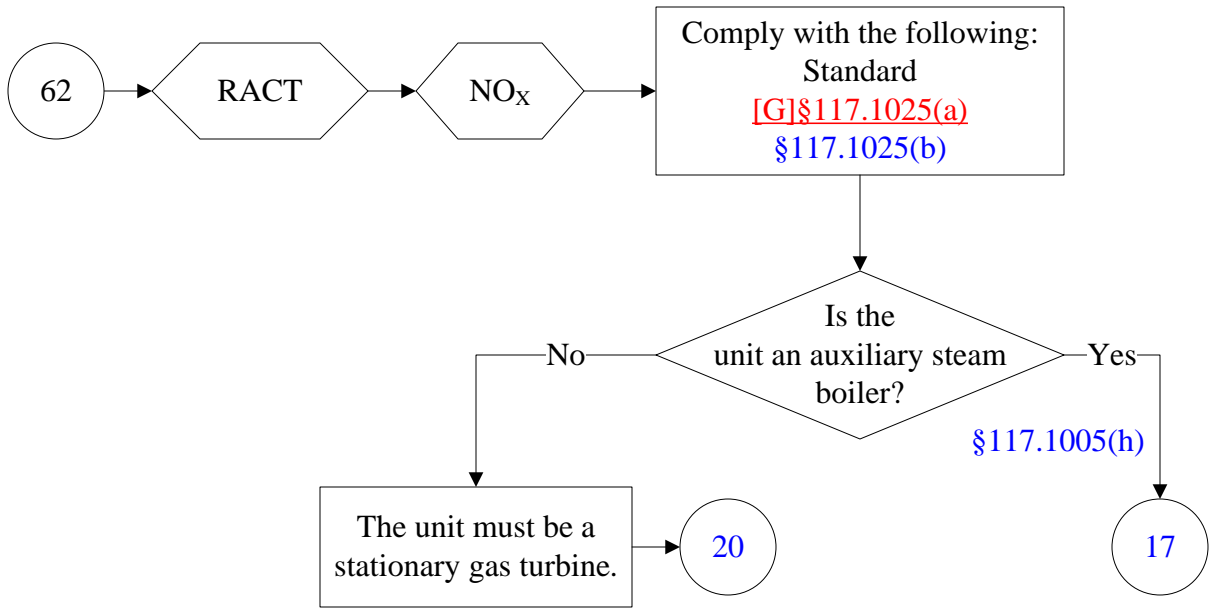 62
RACT
NOX
Comply with the following:
Standard
[G]§117.1025(a)
§117.1025(b)
Is the
unit an auxiliary steam
boiler?
No
Yes
§117.1005(h)
The unit must be a
stationary gas turbine.
20
17